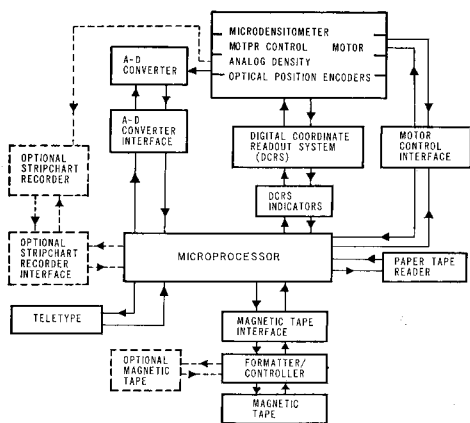 MICRODENSITOMETER
MOTPR CONTROL MOTOR
ANALOG DENSITY
OPTICAL POSITION ENCODERS
A-D
CONVERTER
A-D
CONVERTER
INTERFACE
DIGITAL COORDINATE
READOUT SYSTEM
(DCRS)
MOTOR
CONTROL
INTERFACE
OPTIONAL
STRIPCHART
RECORDER
DCRS
INDICATORS
OPTIONAL
STRIPCHART
RECORDER
INTERFACE
MICROPROCESSOR
PAPER TAPE
READER
TELETYPE
MAGNETIC TAPE
INTERFACE
OPTIONAL
MAGNETIC
TAPE
FORMATTER/
CONTROLLER
MAGNETIC
TAPE